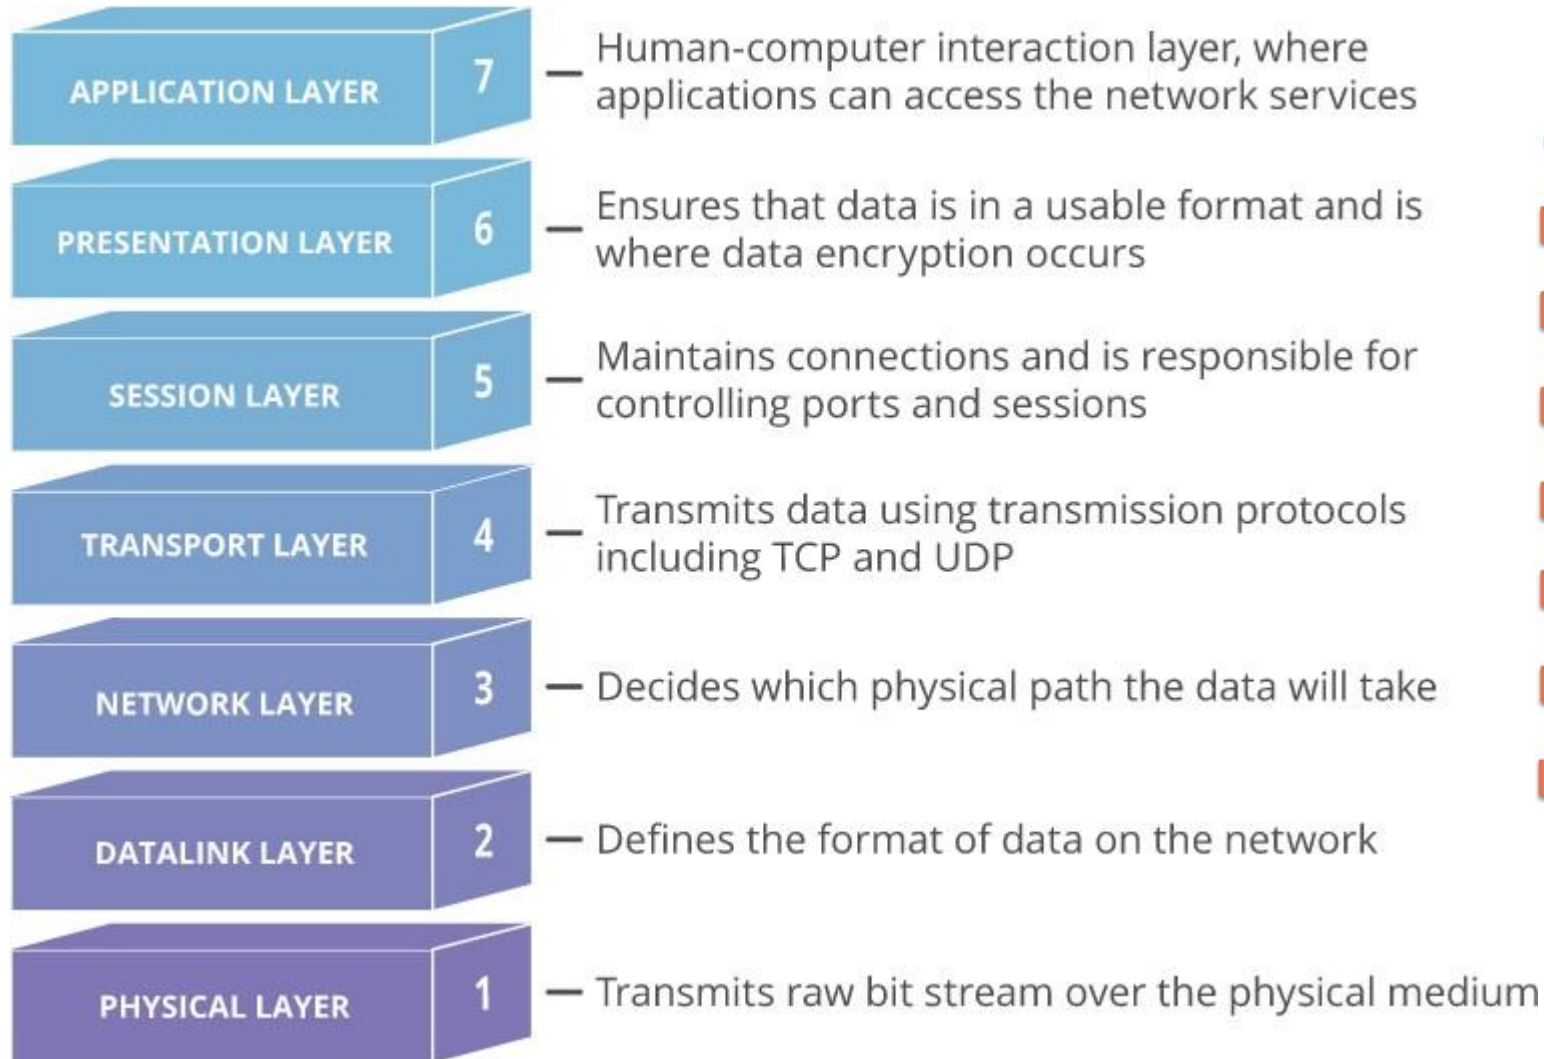 APPLICATION LAYER 7
Human-computer interaction layer, where
applications can access the network services
PRESENTATION LAYER 6
Ensures that data is in a usable format and is
where data encryption occurs
SESSION LAYER 5
Maintains connections and is responsible for
controlling ports and sessions
TRANSPORT LAYER 4
Transmits data using transmission protocols
including TCP and UDP
NETWORK LAYER 3
Decides which physical path the data will take
DATALINK LAYER 2
Defines the format of data on the network
PHYSICAL LAYER 1
Transmits raw bit stream over the physical medium